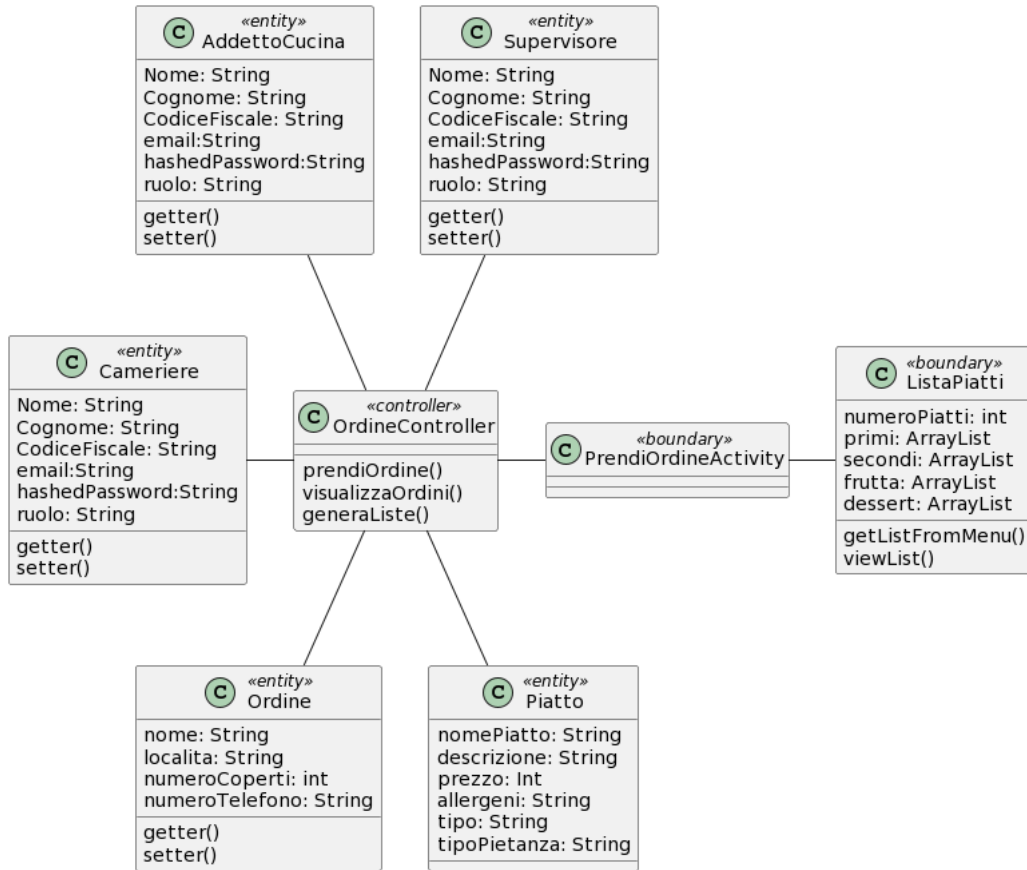 C «entity»
AddettoCucina
Nome: String
Cognome: String
CodiceFiscale: String
email:String
hashedPassword:String
ruolo: String
getter()
setter()
C «entity»
Supervisore
Nome: String
Cognome: String
CodiceFiscale: String
email:String
hashedPassword:String
ruolo: String
getter()
setter()
C «entity»
Cameriere
Nome: String
Cognome: String
CodiceFiscale: String
email:String
hashedPassword:String
ruolo: String
getter()
setter()
C «controller»
OrdineController
prendiOrdine()
visualizzaOrdini()
generaListe()
C «boundary»
PrendiOrdineActivity
C «boundary»
ListaPiatti
numeroPiatti: int
primi: ArrayList
secondi: ArrayList
frutta: ArrayList
dessert: ArrayList
getListFromMenu()
viewList()
C «entity»
Ordine
nome: String
localita: String
numeroCoperti: int
numeroTelefono: String
getter()
setter()
C «entity»
Piatto
nomePiatto: String
descrizione: String
prezzo: Int
allergeni: String
tipo: String
tipoPietanza: String